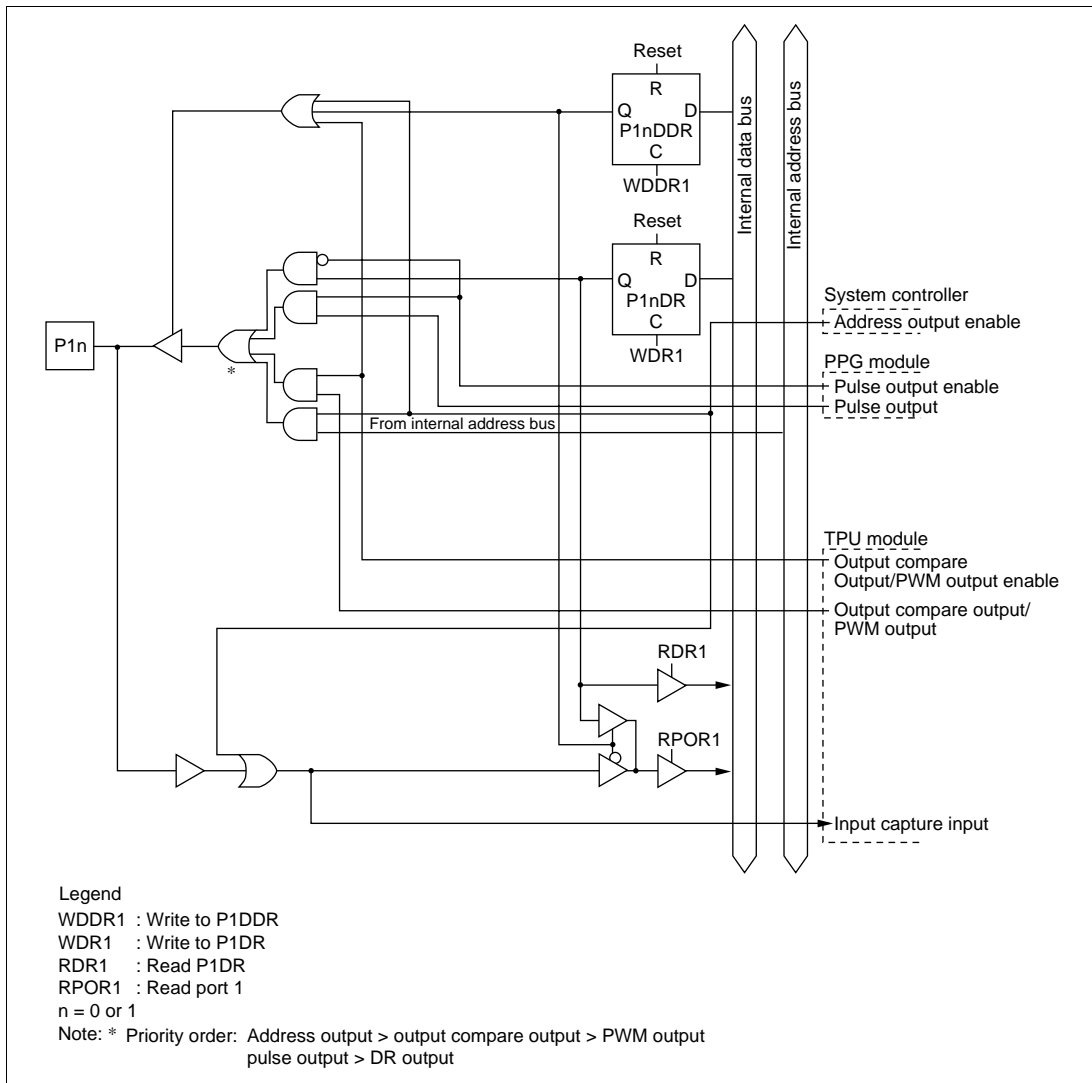 Reset
R
Q D
P1nDDR
C
WDDR1
Internal data bus
Internal address bus
Reset
R
Q D
P1nDR
C
WDR1
P1n
*
From internal address bus
System controller
Address output enable
PPG module
Pulse output enable
Pulse output
TPU module
Output compare
Output/PWM output enable
Output compare output/
PWM output
RDR1
RPOR1
Input capture input
Legend
WDDR1 : Write to P1DDR
WDR1 : Write to P1DR
RDR1 : Read P1DR
RPOR1 : Read port 1
n = 0 or 1
Note: * Priority order: Address output > output compare output > PWM output
pulse output > DR output